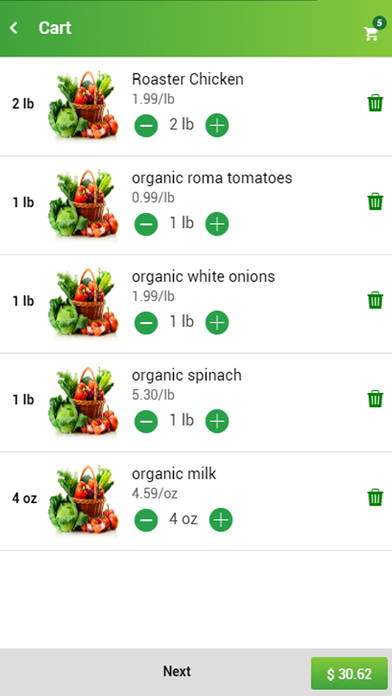 Cart
5
2 lb
Roaster Chicken
1.99/lb
2 lb
1 lb
organic roma tomatoes
0.99/lb
1 lb
1 lb
organic white onions
1.99/lb
1 lb
1 lb
organic spinach
5.30/lb
1 lb
4 oz
organic milk
4.59/oz
4 oz
Next
$ 30.62